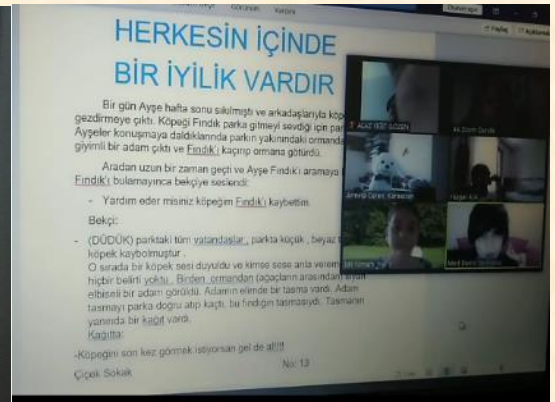 HERKESİN İÇİNDE
BİR İYİLİK VARDIR
Bir gün Ayşe hafta sonu sıkılmıştı ve arkadaşlarıyla köp
gezdirmeye çıktı. Köpeği Fındık parka gitmeyi sevdiği için par
Ayşeler konuşmaya daldıklarında parkın yakınındaki ormanda
giyimli bir adam çıktı ve Fındık'ı kaçırıp ormana götürdü.
Aradan uzun bir zaman geçti ve Ayşe Fındık'ı aramaya
Fındık'ı bulamayınca bekçiye seslendi:
- Yardım eder misiniz köpeğim Fındık'ı kaybettim.
Bekçi:
- (DÜDÜK) parktaki tüm vatandaşlar , parkta küçük , beyaz
köpek kaybolmuştur .
O sırada bir köpek sesi duyuldu ve kimse sese anla
hiçbir belirti yoktu . Birden ormandan (ağaçların arasından) siyah
elbiseli bir adam görüldü. Adamın elinde bir tasma vardı. Adam
tasmayı parka doğru atıp kaçtı, bu fındığın tasmasıydı. Tasmanın
yanında bir kağıt vardı.
Kağıtta:
-Köpeğini son kez görmek istiyorsan gel de al!!!!
Çiçek Sokak No: 13